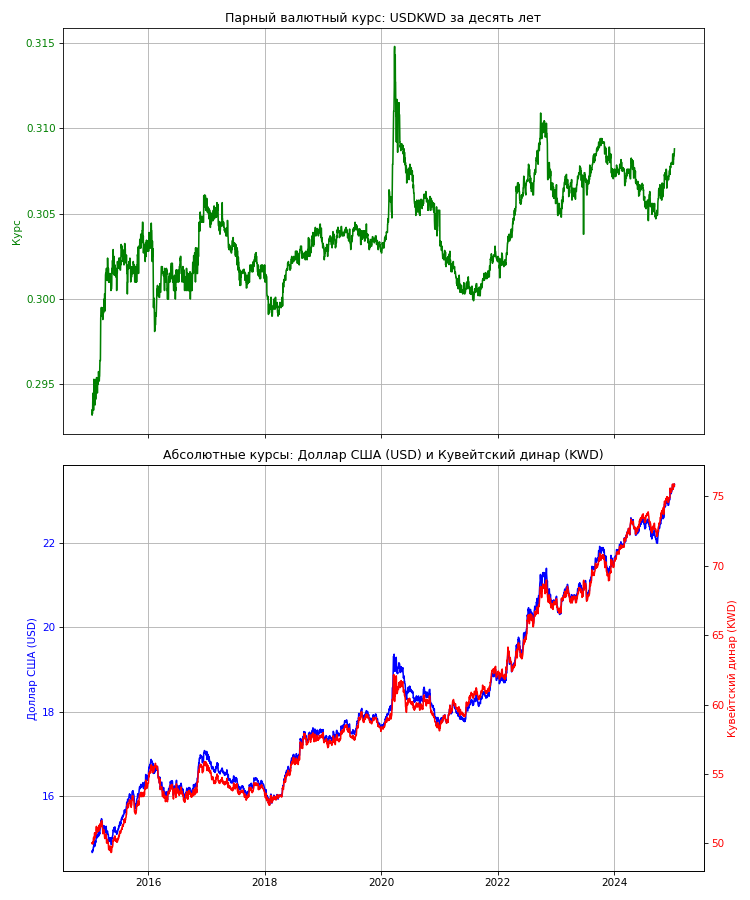 Парный валютный курс: USDKWD за десять лет
0.315
0.310
0.305
0.300
0.295
Курс
Абсолютные курсы: Доллар США (USD) и Кувейтский динар (KWD)
22
20
18
16
Доллар США (USD)
75
70
65
60
55
50
Кувейтский динар (KWD)
2016 2018 2020 2022 2024